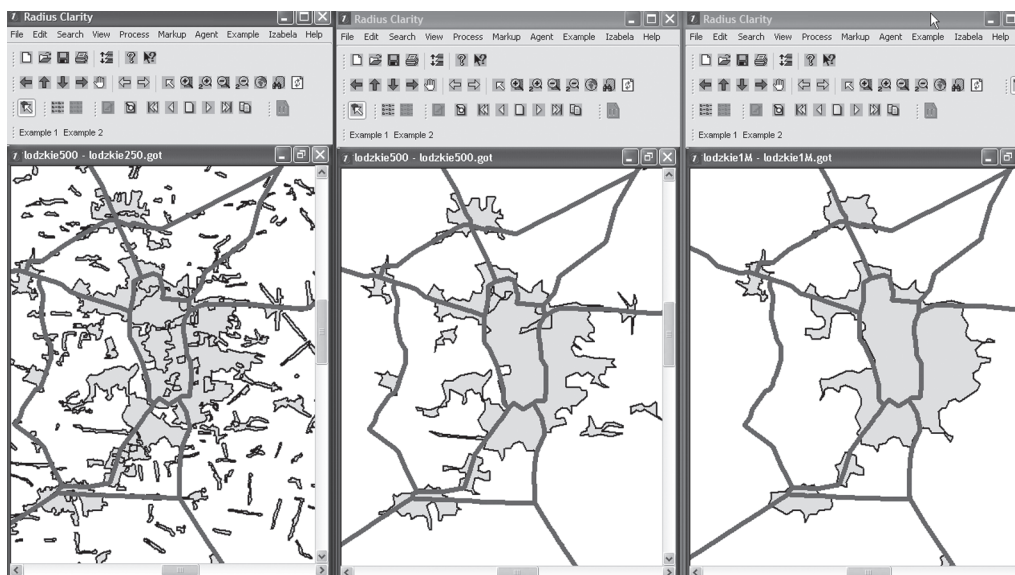 Radius Clarity
File Edit Search View Process Markup Agent Example Izabela Help
Example 1 Example 2
lodzkie500 - lodzkie250.got
Radius Clarity
File Edit Search View Process Markup Agent Example Izabela Help
Example 1 Example 2
lodzkie500 - lodzkie500.got
Radius Clarity
File Edit Search View Process Markup Agent Example Izabela Help
Example 1 Example 2
lodzkie1M - lodzkie1M.got